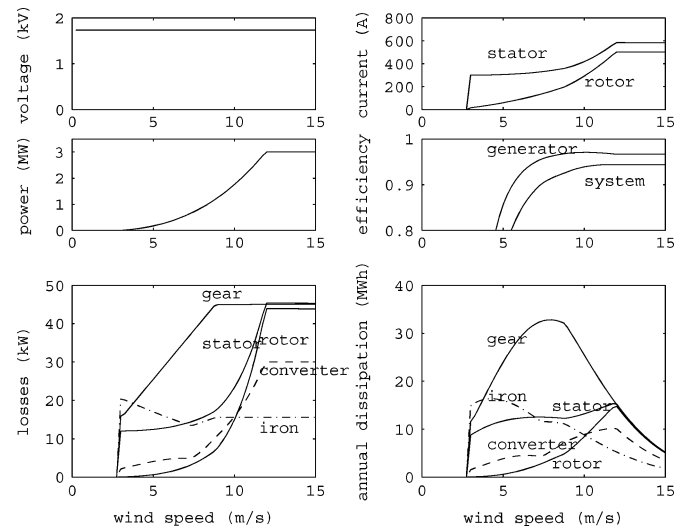 voltage (kV)
2
1
0
0 5 10 15
current (A)
800
600
400
200
0
stator
rotor
0 5 10 15
power (MW)
3
2
1
0
0 5 10 15
efficiency
1
0.9
0.8
generator
system
0 5 10 15
losses (kW)
50
40
30
20
10
0
gear
stator
rotor
converter
iron
0 5 10 15
wind speed (m/s)
annual dissipation (MWh)
40
30
20
10
0
gear
iron
stator
converter
rotor
0 5 10 15
wind speed (m/s)